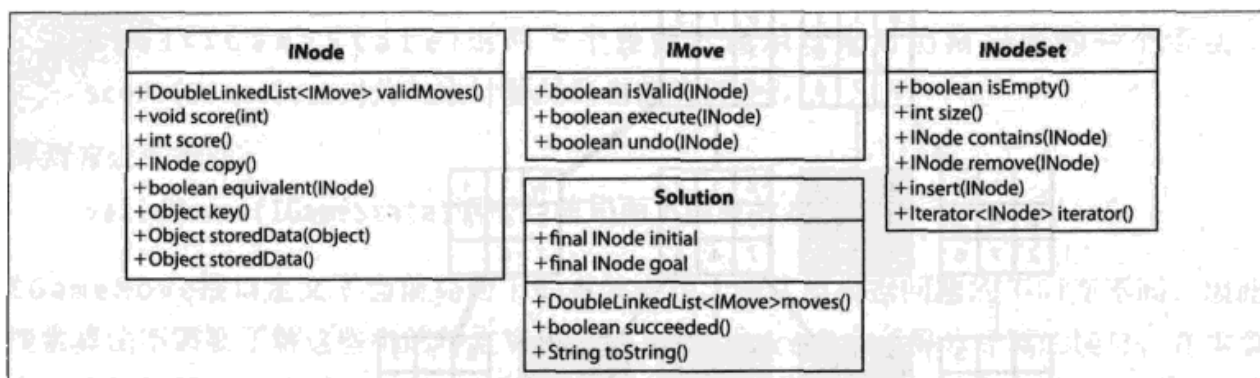 INode
+DoubleLinkedList<IMove> validMoves()
+void score(int)
+int score()
+INode copy()
+boolean equivalent(INode)
+Object key()
+Object storedData(Object)
+Object storedData()
IMove
+boolean isValid(INode)
+boolean execute(INode)
+boolean undo(INode)
Solution
+final INode initial
+final INode goal
+DoubleLinkedList<IMove>moves()
+boolean succeeded()
+String toString()
INodeSet
+boolean isEmpty()
+int size()
+INode contains(INode)
+INode remove(INode)
+insert(INode)
+Iterator<INode> iterator()